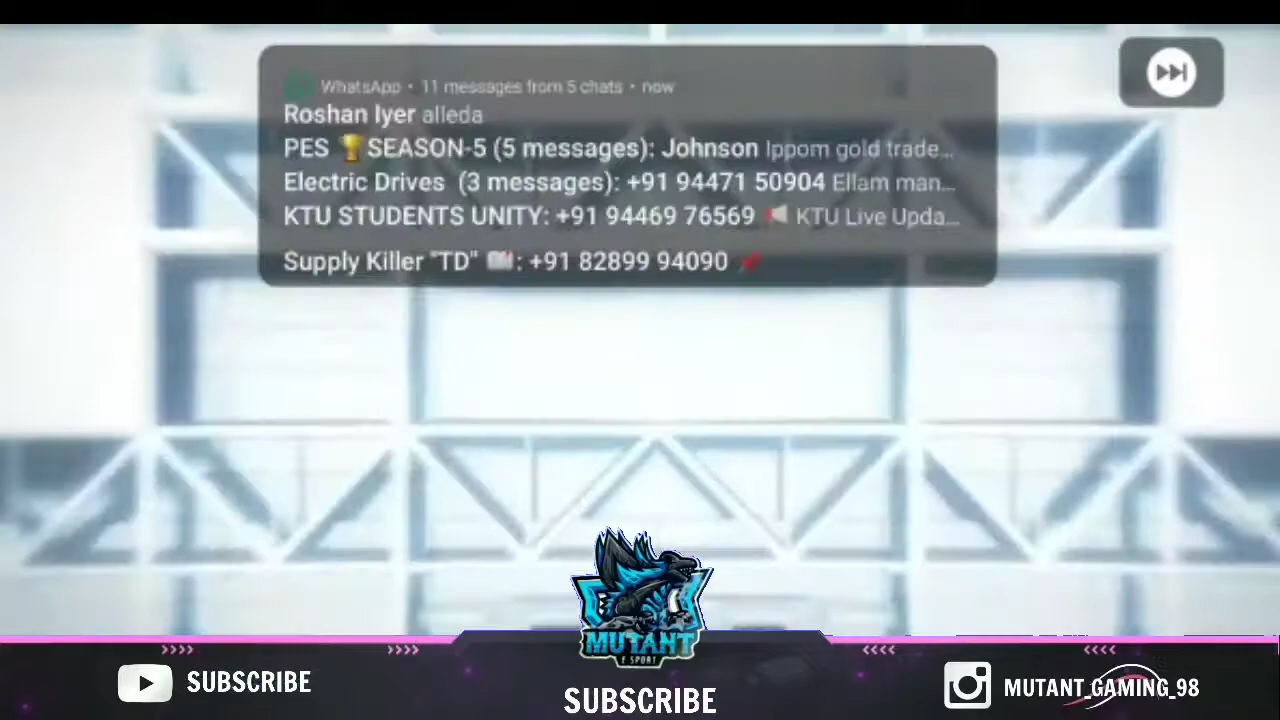 WhatsApp • 11 messages from 5 chats • now
Roshan Iyer alleda
PES 🏆SEASON-5 (5 messages): Johnson Ippom gold trade...
Electric Drives (3 messages): +91 94471 50904 Ellam man...
KTU STUDENTS UNITY: +91 94469 76569 📢 KTU Live Upda...
Supply Killer "TD" 📖: +91 82899 94090 📌
MUTANT
E SPORT
SUBSCRIBE
SUBSCRIBE
MUTANT_GAMING_98